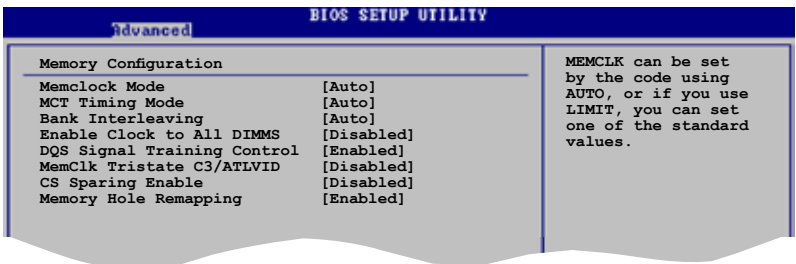 BIOS SETUP UTILITY
Advanced
Memory Configuration
Memclock Mode [Auto]
MCT Timing Mode [Auto]
Bank Interleaving [Auto]
Enable Clock to All DIMMS [Disabled]
DQS Signal Training Control [Enabled]
MemClk Tristate C3/ATLVID [Disabled]
CS Sparing Enable [Disabled]
Memory Hole Remapping [Enabled]
MEMCLK can be set
by the code using
AUTO, or if you use
LIMIT, you can set
one of the standard
values.